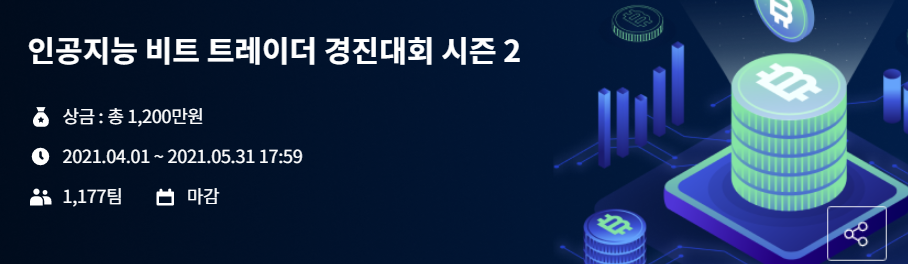 인공지능 비트 트레이더 경진대회 시즌 2
상금 : 총 1,200만원
2021.04.01 ~ 2021.05.31 17:59
1,177팀 마감